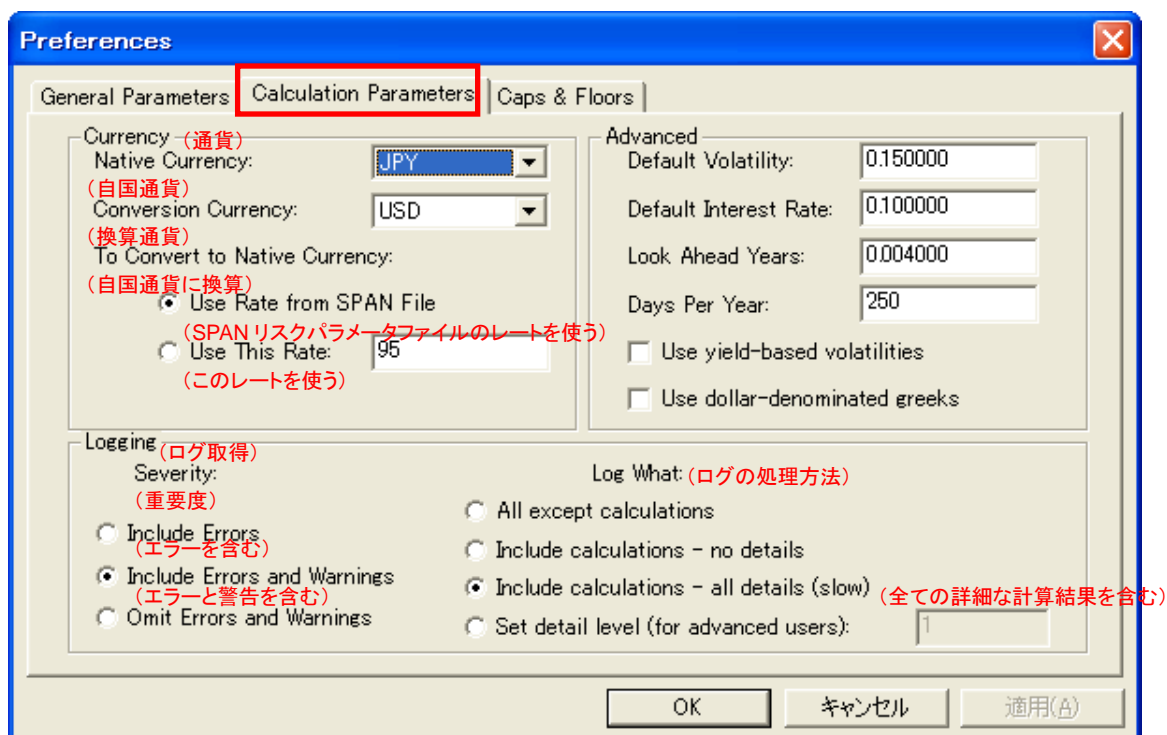 Preferences
General Parameters Calculation Parameters Caps & Floors
Currency (通貨)
Native Currency: JPY
(自国通貨)
Conversion Currency: USD
(換算通貨)
To Convert to Native Currency:
(自国通貨に換算)
Use Rate from SPAN File
(SPANリスクパラメータファイルのレートを使う)
Use This Rate: 95
(このレートを使う)
Advanced
Default Volatility: 0.150000
Default Interest Rate: 0.100000
Look Ahead Years: 0.004000
Days Per Year: 250
Use yield-based volatilities
Use dollar-denominated greeks
Logging (ログ取得)
Severity:
(重要度)
Include Errors
(エラーを含む)
Include Errors and Warnings
(エラーと警告を含む)
Omit Errors and Warnings
Log What: (ログの処理方法)
All except calculations
Include calculations - no details
Include calculations - all details (slow) (全ての詳細な計算結果を含む)
Set detail level (for advanced users): 1
OK キャンセル 適用(A)